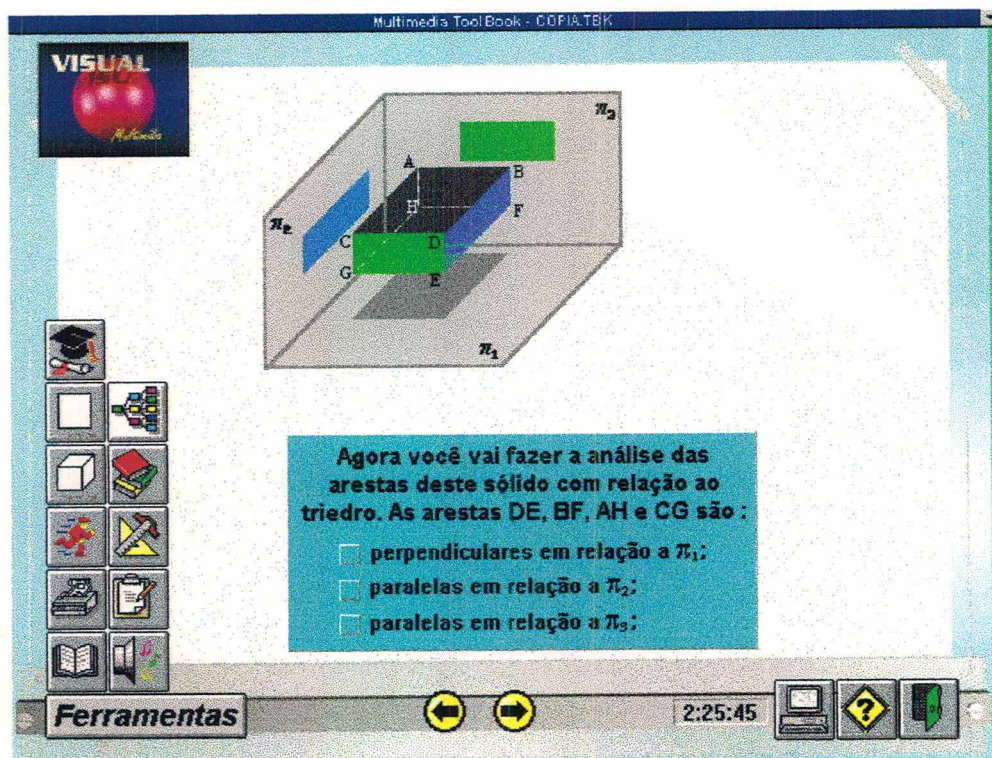 Multimedia ToolBook - COPIA.TBK
VISUAL
Multimídia
π₃
A
B
H
F
π₂
C
D
G
E
π₁
Agora você vai fazer a análise das
arestas deste sólido com relação ao
triedro. As arestas DE, BF, AH e CG são :
perpendiculares em relação a π₁;
paralelas em relação a π₂;
paralelas em relação a π₃;
Ferramentas
2:25:45
?